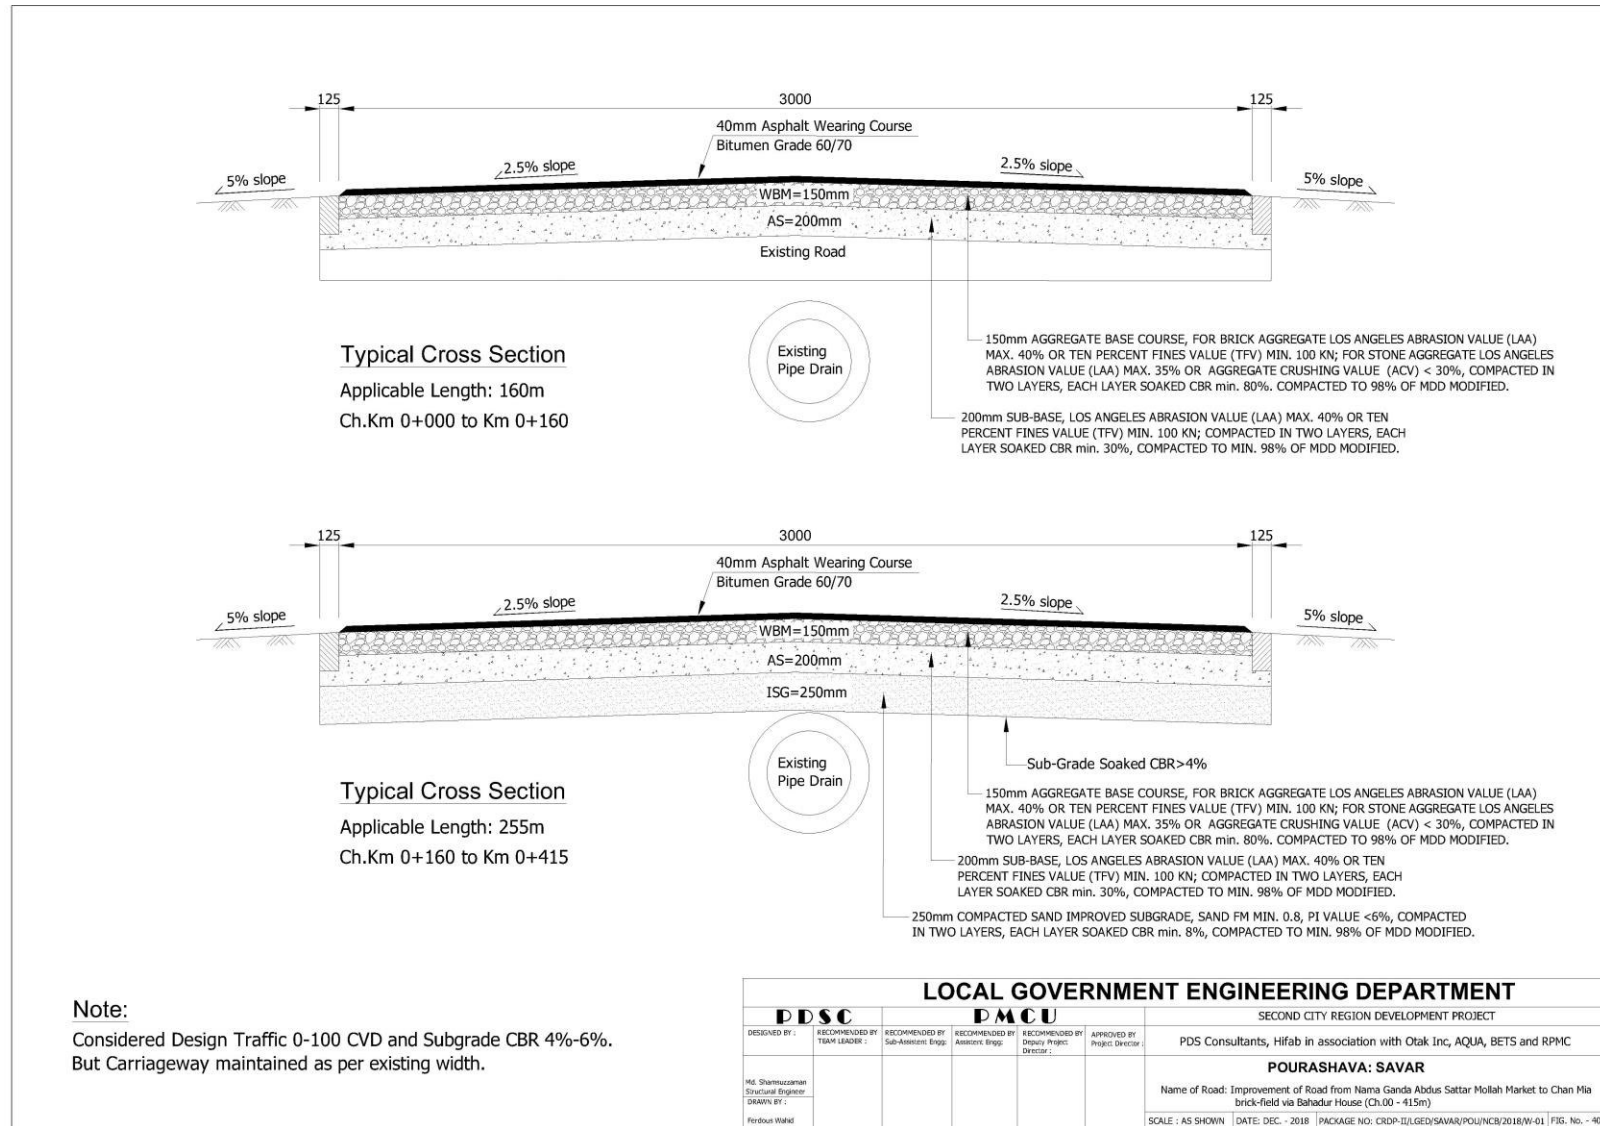 125
3000
125
40mm Asphalt Wearing Course
Bitumen Grade 60/70
5% slope
2.5% slope
2.5% slope
5% slope
WBM=150mm
AS=200mm
Existing Road
Existing
Pipe Drain
Typical Cross Section
Applicable Length: 160m
Ch.Km 0+000 to Km 0+160
150mm AGGREGATE BASE COURSE, FOR BRICK AGGREGATE LOS ANGELES ABRASION VALUE (LAA)
MAX. 40% OR TEN PERCENT FINES VALUE (TFV) MIN. 100 KN; FOR STONE AGGREGATE LOS ANGELES
ABRASION VALUE (LAA) MAX. 35% OR AGGREGATE CRUSHING VALUE (ACV) < 30%, COMPACTED IN
TWO LAYERS, EACH LAYER SOAKED CBR min. 80%. COMPACTED TO 98% OF MDD MODIFIED.
200mm SUB-BASE, LOS ANGELES ABRASION VALUE (LAA) MAX. 40% OR TEN
PERCENT FINES VALUE (TFV) MIN. 100 KN; COMPACTED IN TWO LAYERS, EACH
LAYER SOAKED CBR min. 30%, COMPACTED TO MIN. 98% OF MDD MODIFIED.
125
3000
125
40mm Asphalt Wearing Course
Bitumen Grade 60/70
5% slope
2.5% slope
2.5% slope
5% slope
WBM=150mm
AS=200mm
ISG=250mm
Existing
Pipe Drain
Sub-Grade Soaked CBR>4%
Typical Cross Section
Applicable Length: 255m
Ch.Km 0+160 to Km 0+415
150mm AGGREGATE BASE COURSE, FOR BRICK AGGREGATE LOS ANGELES ABRASION VALUE (LAA)
MAX. 40% OR TEN PERCENT FINES VALUE (TFV) MIN. 100 KN; FOR STONE AGGREGATE LOS ANGELES
ABRASION VALUE (LAA) MAX. 35% OR AGGREGATE CRUSHING VALUE (ACV) < 30%, COMPACTED IN
TWO LAYERS, EACH LAYER SOAKED CBR min. 80%. COMPACTED TO 98% OF MDD MODIFIED.
200mm SUB-BASE, LOS ANGELES ABRASION VALUE (LAA) MAX. 40% OR TEN
PERCENT FINES VALUE (TFV) MIN. 100 KN; COMPACTED IN TWO LAYERS, EACH
LAYER SOAKED CBR min. 30%, COMPACTED TO MIN. 98% OF MDD MODIFIED.
250mm COMPACTED SAND IMPROVED SUBGRADE, SAND FM MIN. 0.8, PI VALUE <6%, COMPACTED
IN TWO LAYERS, EACH LAYER SOAKED CBR min. 8%, COMPACTED TO MIN. 98% OF MDD MODIFIED.
Note:
Considered Design Traffic 0-100 CVD and Subgrade CBR 4%-6%.
But Carriageway maintained as per existing width.
LOCAL GOVERNMENT ENGINEERING DEPARTMENT
PDSC
PMCU
SECOND CITY REGION DEVELOPMENT PROJECT
DESIGNED BY :
RECOMMENDED BY
TEAM LEADER :
RECOMMENDED BY
Sub-Assistent Engg:
RECOMMENDED BY
Assistent Engg:
RECOMMENDED BY
Deputy Project
Director :
APPROVED BY
Project Director :
PDS Consultants, Hifab in association with Otak Inc, AQUA, BETS and RPMC
POURASHAVA: SAVAR
Md. Shamsuzzaman
Structural Engineer
DRAWN BY :
Ferdous Wahid
Name of Road: Improvement of Road from Nama Ganda Abdus Sattar Mollah Market to Chan Mia
brick-field via Bahadur House (Ch.00 - 415m)
SCALE : AS SHOWN
DATE: DEC. - 2018
PACKAGE NO: CRDP-II/LGED/SAVAR/POU/NCB/2018/W-01
FIG. No. - 40